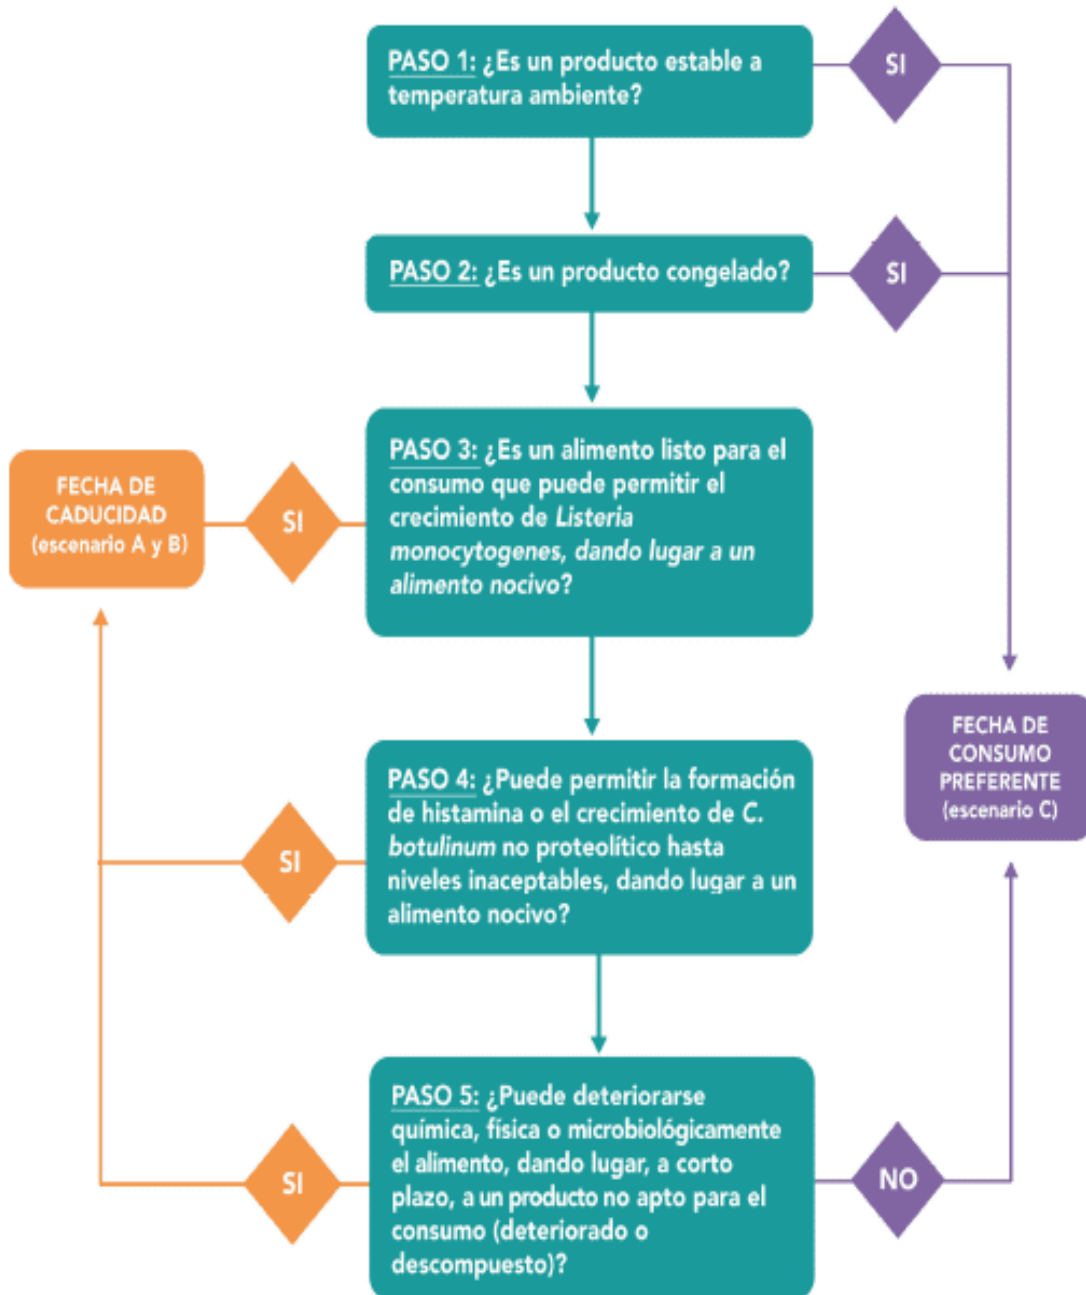 PASO 1: ¿Es un producto estable a
temperatura ambiente?
SI
PASO 2: ¿Es un producto congelado?
SI
PASO 3: ¿Es un alimento listo para el
consumo que puede permitir el
crecimiento de Listeria
monocytogenes, dando lugar a un
alimento nocivo?
SI
FECHA DE
CADUCIDAD
(escenario A y B)
PASO 4: ¿Puede permitir la formación
de histamina o el crecimiento de C.
botulinum no proteolítico hasta
niveles inaceptables, dando lugar a un
alimento nocivo?
SI
FECHA DE
CONSUMO
PREFERENTE
(escenario C)
PASO 5: ¿Puede deteriorarse
química, física o microbiológicamente
el alimento, dando lugar, a corto
plazo, a un producto no apto para el
consumo (deteriorado o
descompuesto)?
SI
NO